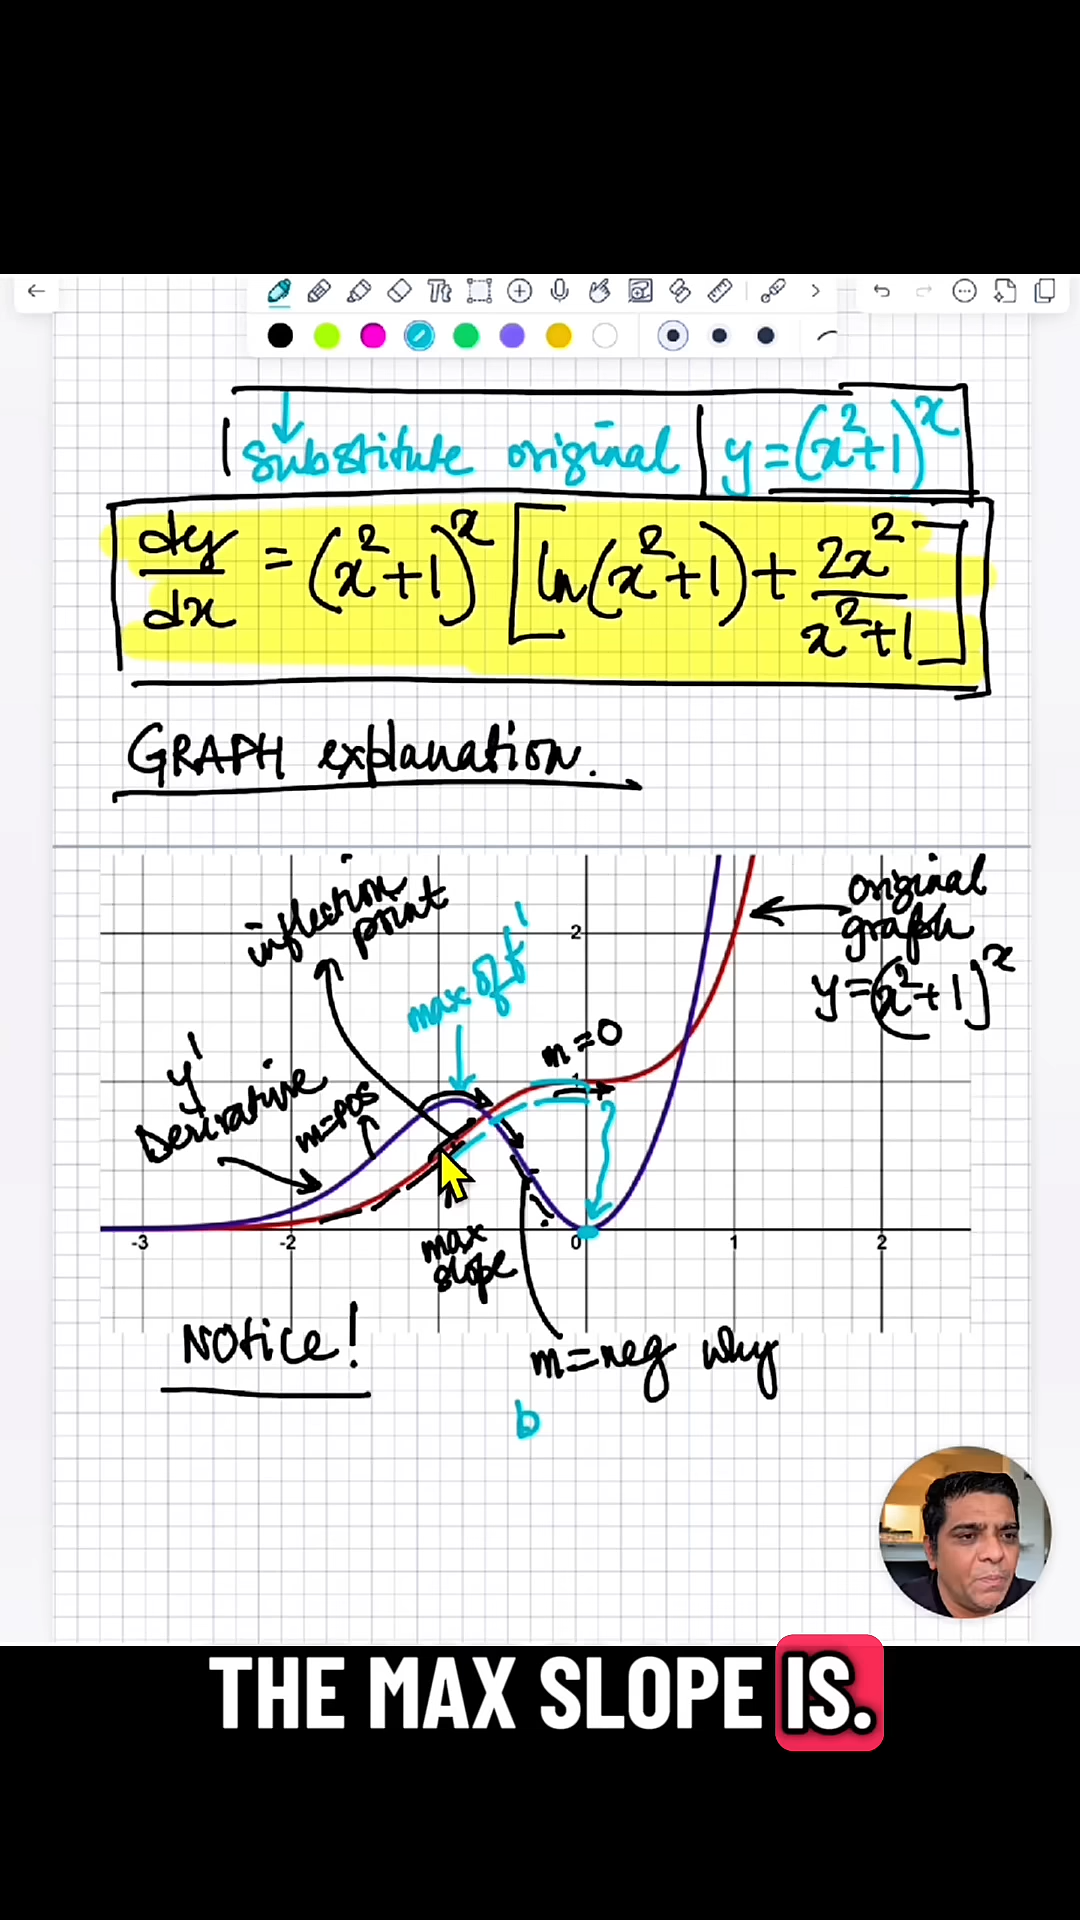 Tt
substitute original | y = (x²+1)ˣ
dy/dx = (x²+1)ˣ [ln(x²+1) + 2x²/(x²+1)]
GRAPH explanation.
inflection point
max of f'
original graph
y = (x²+1)ˣ
2
m=0
1
y'
Derivative
m=pos
-3
-2
0
1
2
max slope
NOtice!
m=neg why
b
THE MAX SLOPE IS.